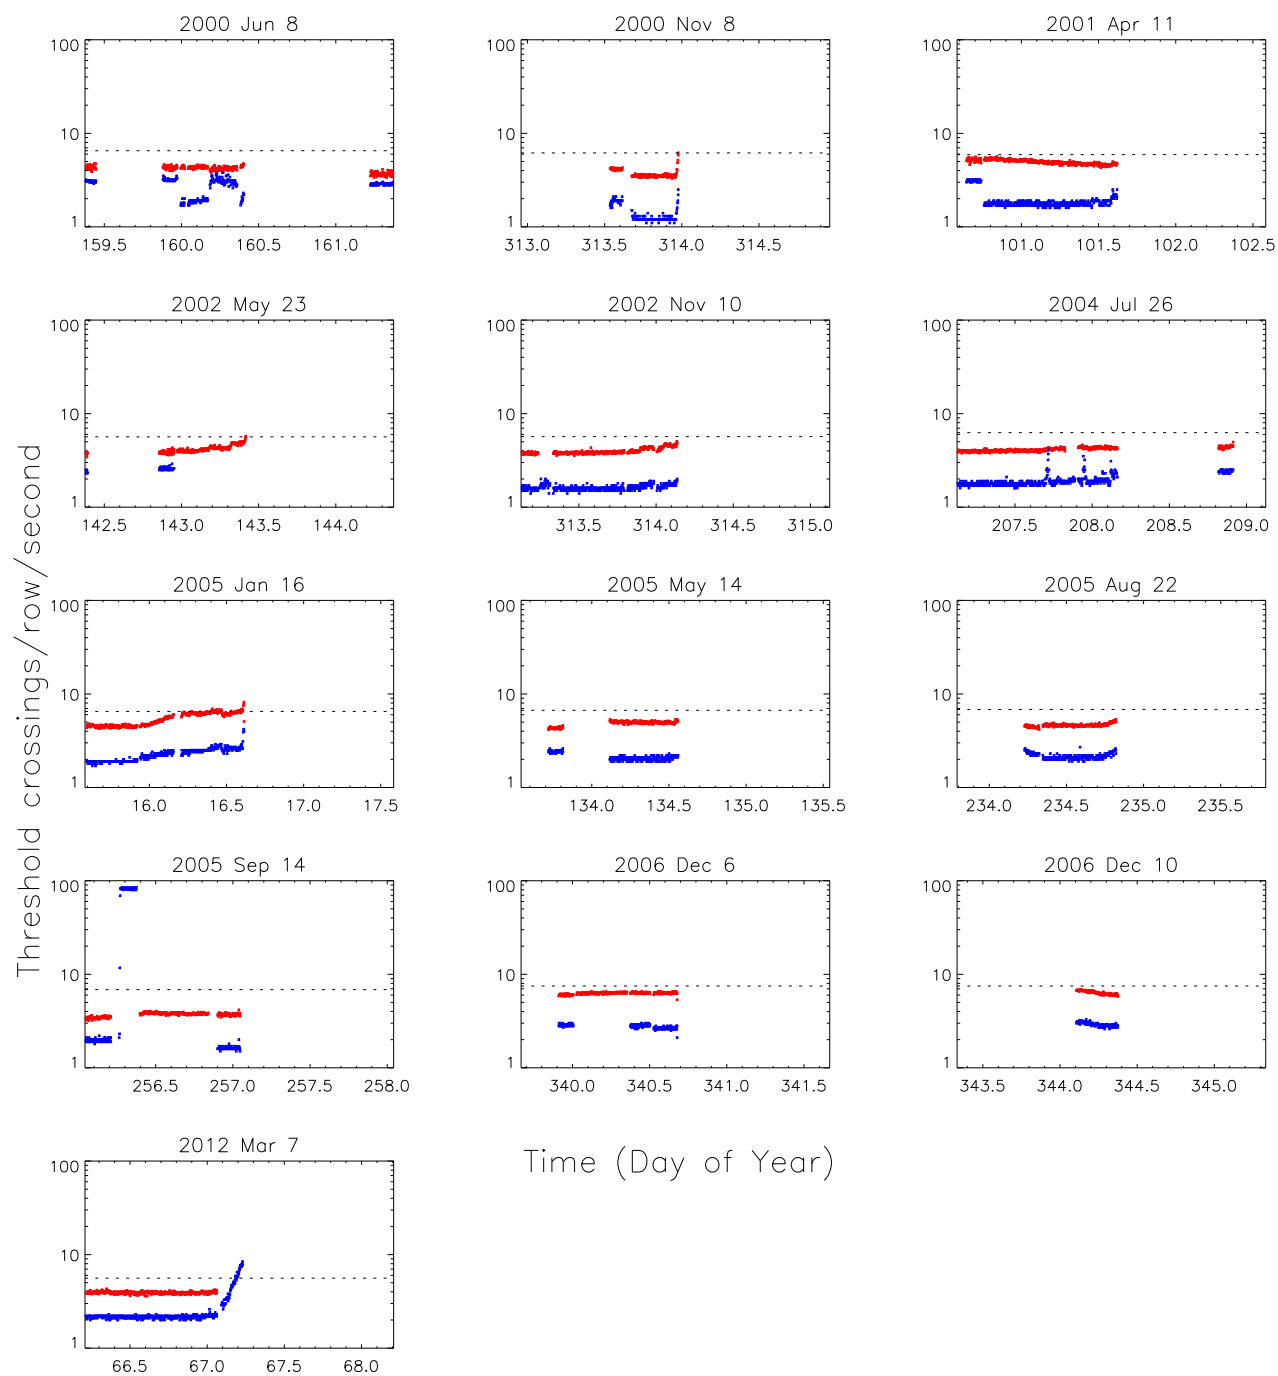 2000 Jun 8
2000 Nov 8
2001 Apr 11
100
10
1
159.5 160.0 160.5 161.0
100
10
1
313.0 313.5 314.0 314.5
100
10
1
101.0 101.5 102.0 102.5
2002 May 23
2002 Nov 10
2004 Jul 26
100
10
1
142.5 143.0 143.5 144.0
100
10
1
313.5 314.0 314.5 315.0
100
10
1
207.5 208.0 208.5 209.0
Threshold crossings/row/second
2005 Jan 16
2005 May 14
2005 Aug 22
100
10
1
16.0 16.5 17.0 17.5
100
10
1
134.0 134.5 135.0 135.5
100
10
1
234.0 234.5 235.0 235.5
2005 Sep 14
2006 Dec 6
2006 Dec 10
100
10
1
256.5 257.0 257.5 258.0
100
10
1
340.0 340.5 341.0 341.5
100
10
1
343.5 344.0 344.5 345.0
2012 Mar 7
100
10
1
66.5 67.0 67.5 68.0
Time (Day of Year)